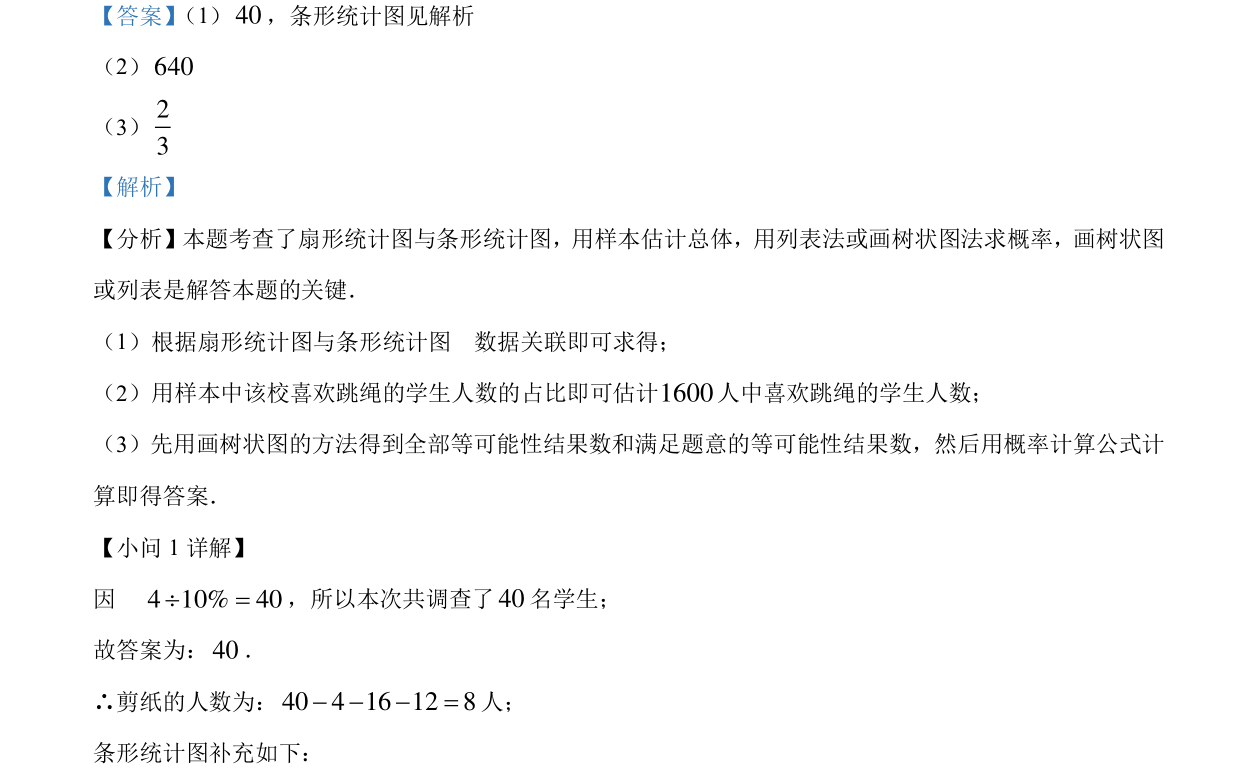 【答案】（1）40，条形统计图见解析
（2）640
（3）2/3
【解析】
【分析】本题考查了扇形统计图与条形统计图，用样本估计总体，用列表法或画树状图法求概率，画树状图
或列表是解答本题的关键．
（1）根据扇形统计图与条形统计图　数据关联即可求得；
（2）用样本中该校喜欢跳绳的学生人数的占比即可估计1600人中喜欢跳绳的学生人数；
（3）先用画树状图的方法得到全部等可能性结果数和满足题意的等可能性结果数，然后用概率计算公式计
算即得答案．
【小问 1 详解】
因　4÷10%=40，所以本次共调查了40名学生；
故答案为：40．
∴剪纸的人数为：40−4−16−12=8人；
条形统计图补充如下：